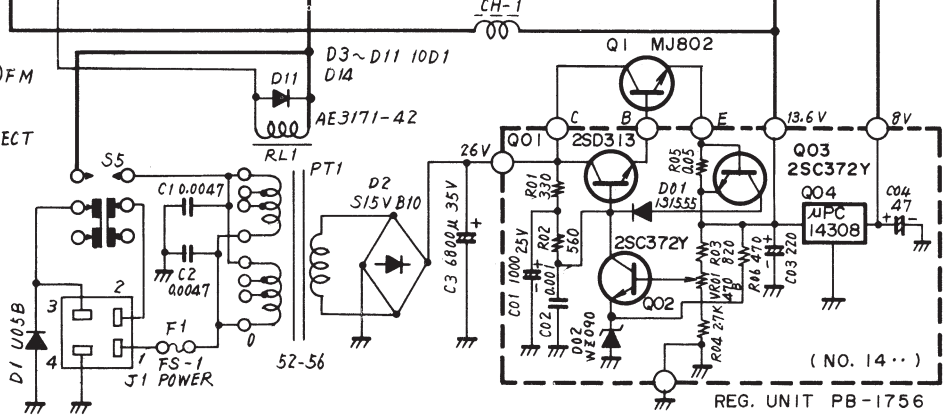 CH-1
Q1 MJ802
D3~D11 10D1
D14
)FM
D11
AE3171-42
ECT
RL1
C
B
E
13.6V
8V
Q01
2SD313
26V
S5
PT1
C1 0.0047
D2
S15VB10
R01
330
R05
0.05
Q03
2SC372Y
D01
1S1555
Q04
μPC
14308
C04
47
+
-
C3 6800μ 35V
+
R02
560
2SC372Y
C2
0.0047
C01 1000 25V
+
-
0.001
C02
Q02
R03
820
VR1
470
B
R06 470
+
C03 220
D02
WZ090
R04 27K
3
2
4
1
D1 U05B
F1
FS-1
POWER
J1
0
52-56
(NO. 14··)
REG. UNIT PB-1756